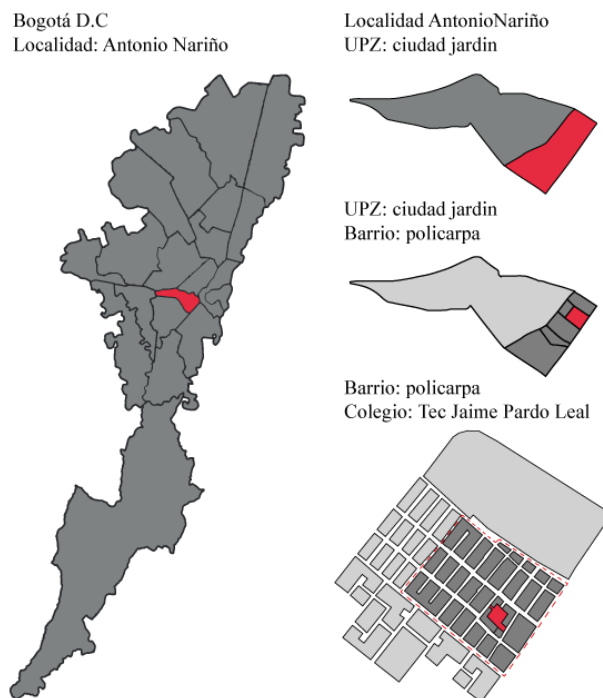 Bogotá D.C
Localidad: Antonio Nariño
Localidad AntonioNariño
UPZ: ciudad jardin
UPZ: ciudad jardin
Barrio: policarpa
Barrio: policarpa
Colegio: Tec Jaime Pardo Leal